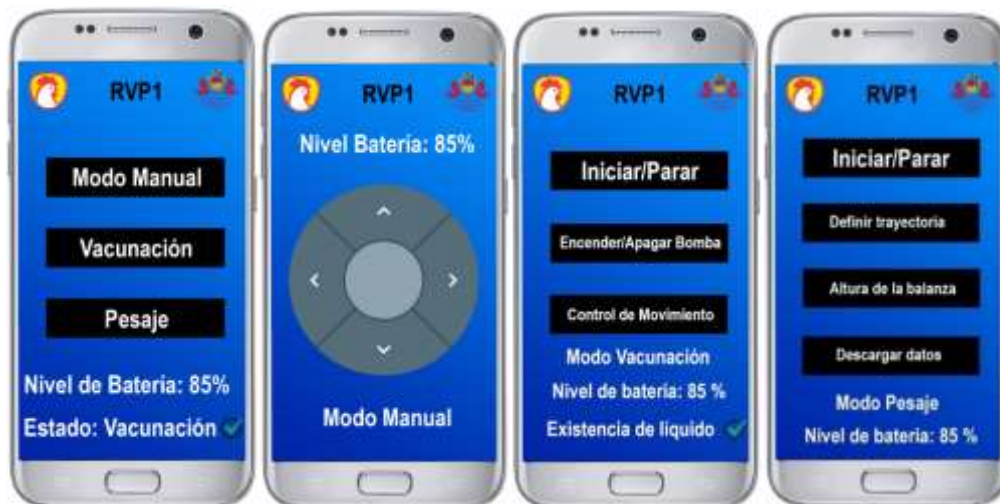 RVP1
Modo Manual
Vacunación
Pesaje
Nivel de Bateria: 85%
Estado: Vacunación
RVP1
Nivel Batería: 85%
Modo Manual
RVP1
Iniciar/Parar
Encender/Apagar Bomba
Control de Movimiento
Modo Vacunación
Nivel de batería: 85 %
Existencia de liquido
RVP1
Iniciar/Parar
Definir trayectoria
Altura de la balanza
Descargar datos
Modo Pesaje
Nivel de batería: 85 %